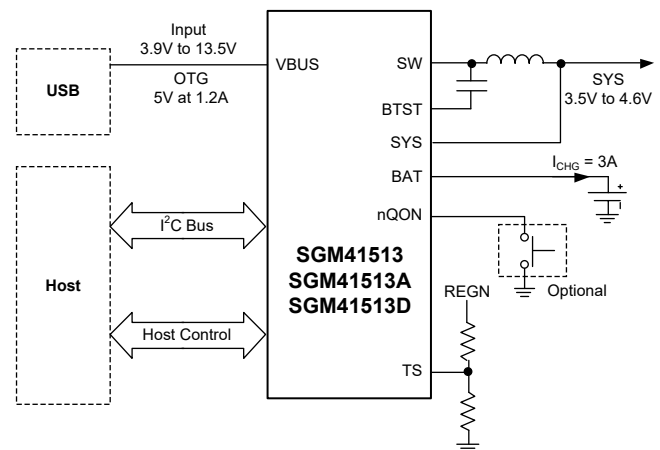 Input
3.9V to 13.5V
USB
OTG
5V at 1.2A
VBUS
SW
SYS
3.5V to 4.6V
BTST
SYS
BAT
I_CHG = 3A
+
nQON
Host
I²C Bus
SGM41513
SGM41513A
SGM41513D
Optional
REGN
Host Control
TS